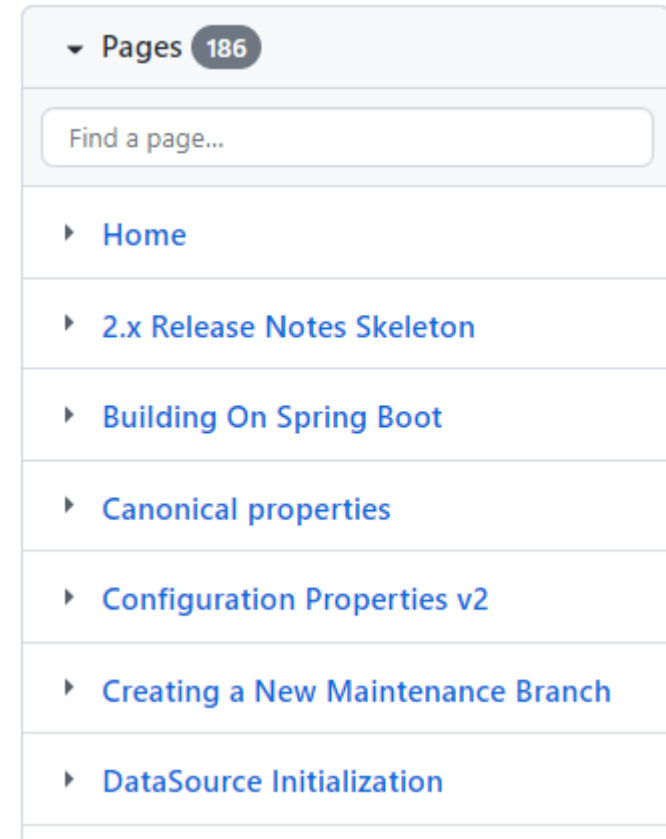 Pages 186
Find a page...
Home
2.x Release Notes Skeleton
Building On Spring Boot
Canonical properties
Configuration Properties v2
Creating a New Maintenance Branch
DataSource Initialization